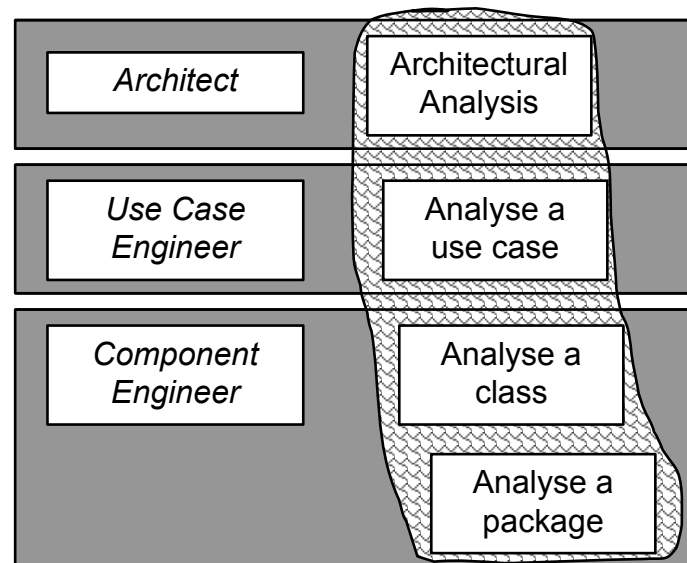 Architect
Architectural
Analysis
Use Case
Engineer
Analyse a
use case
Component
Engineer
Analyse a
class
Analyse a
package